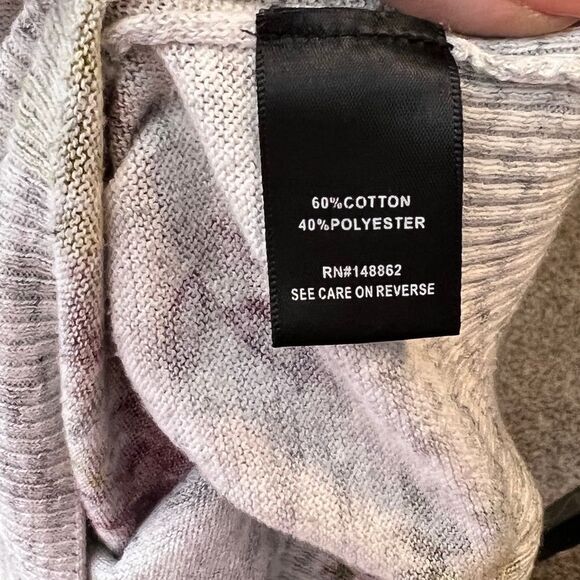 60%COTTON
40%POLYESTER
RN#148862
SEE CARE ON REVERSE